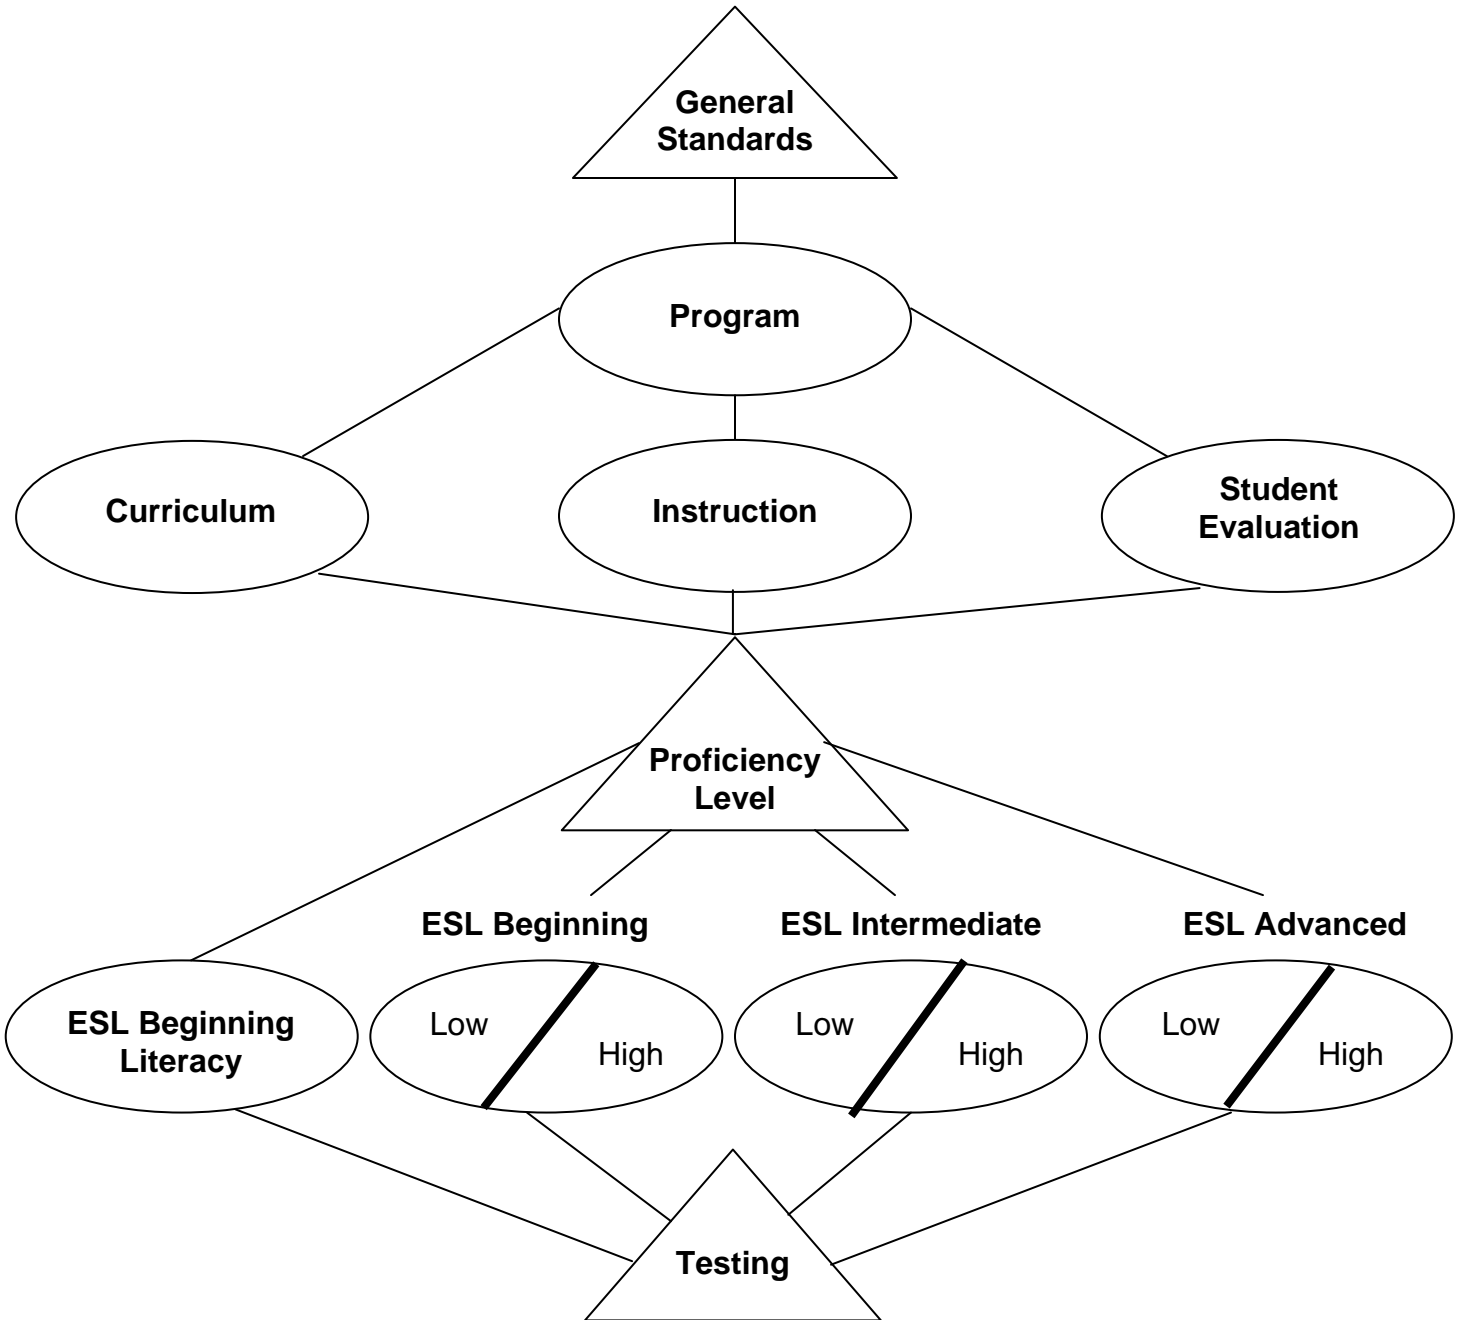 General
Standards
Program
Curriculum
Instruction
Student
Evaluation
Proficiency
Level
ESL Beginning
ESL Intermediate
ESL Advanced
ESL Beginning
Literacy
Low
High
Low
High
Low
High
Testing